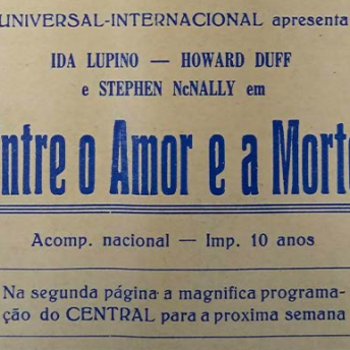 UNIVERSAL-INTERNACIONAL apresenta
IDA LUPINO — HOWARD DUFF
e STEPHEN NcNALLY em
ntre o Amor e a Morte
Acomp. nacional — Imp. 10 anos
Na segunda página a magnifica programa-
ção do CENTRAL para a proxima semana